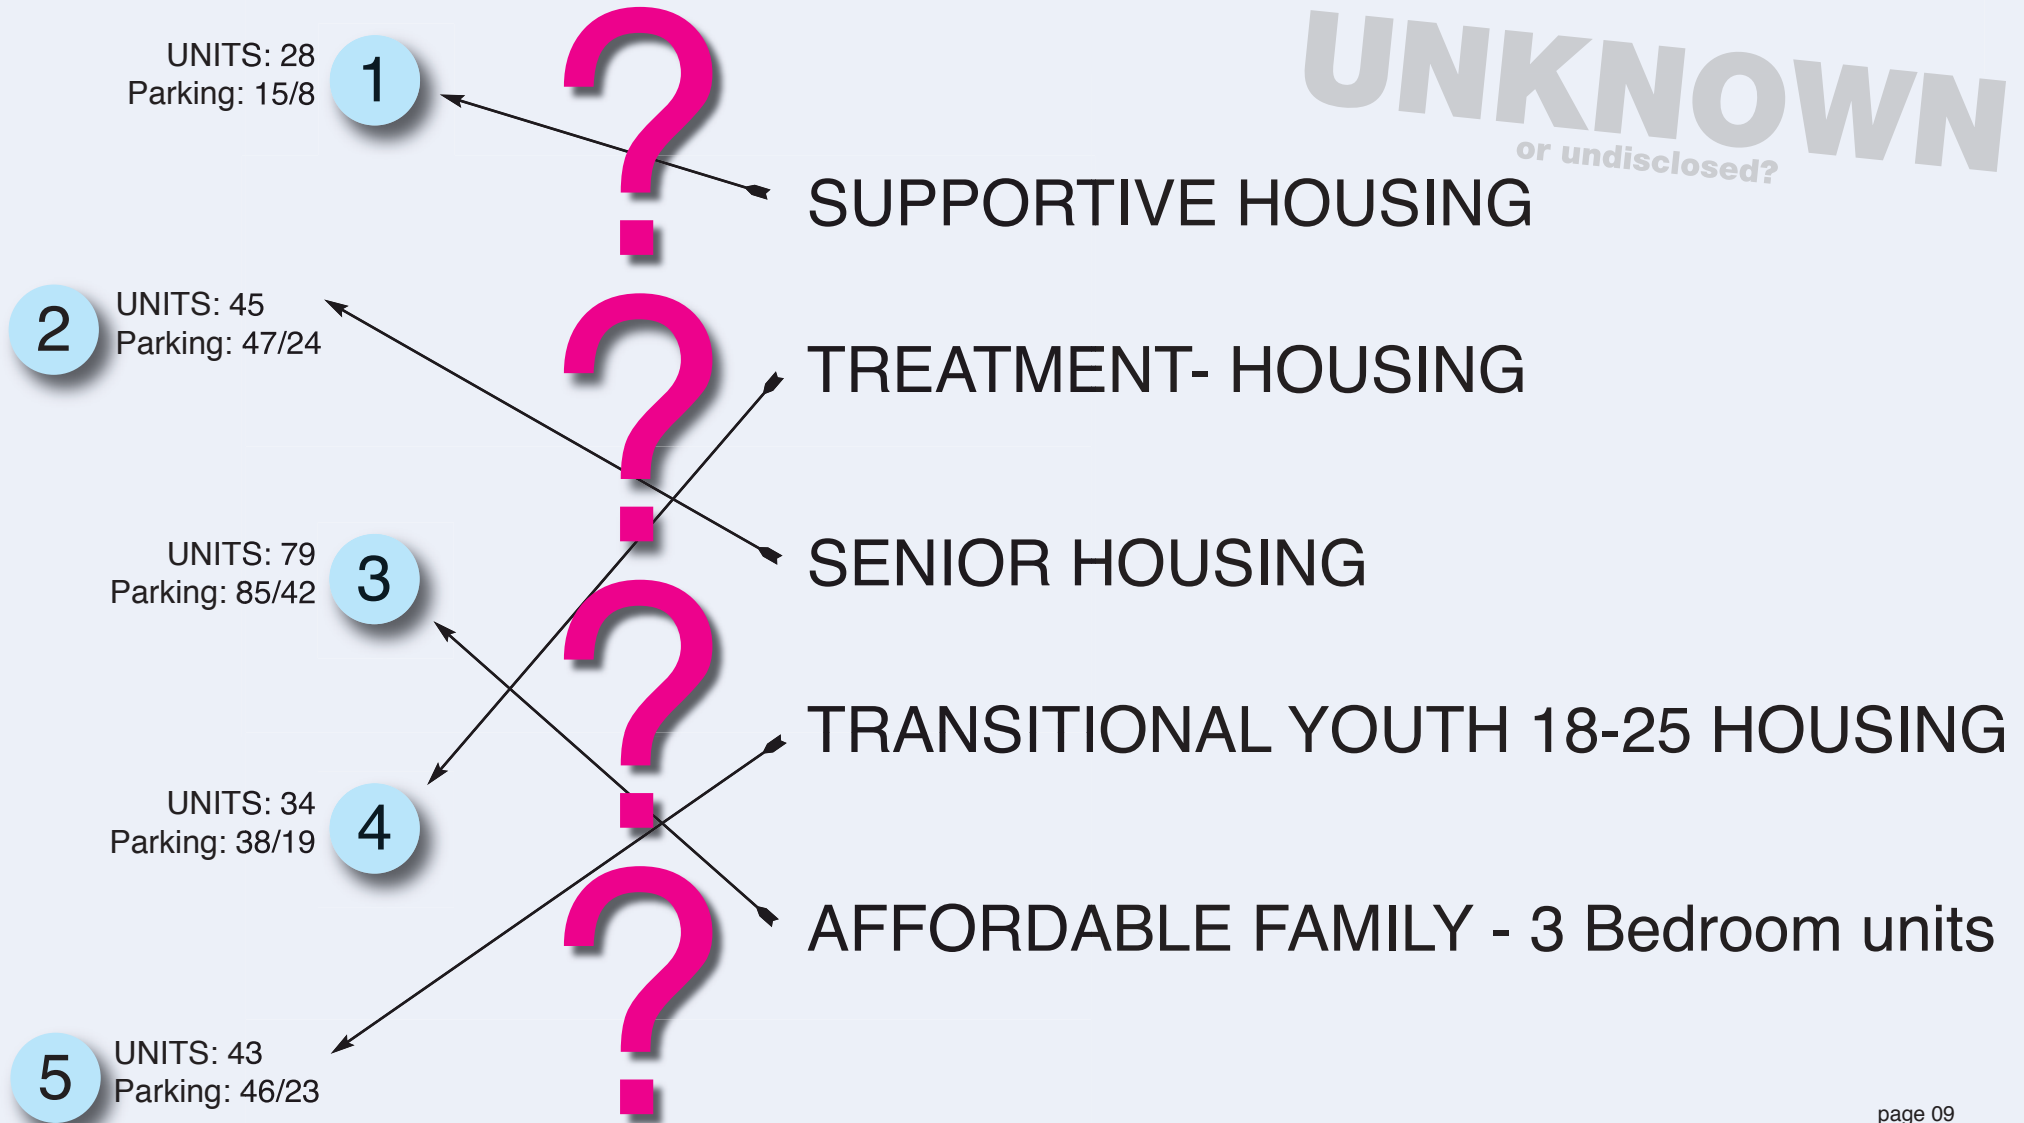 UNITS: 28
Parking: 15/8
1
?
UNKNOWN
or undisclosed?
SUPPORTIVE HOUSING
2
UNITS: 45
Parking: 47/24
?
TREATMENT- HOUSING
SENIOR HOUSING
UNITS: 79
Parking: 85/42
3
?
TRANSITIONAL YOUTH 18-25 HOUSING
UNITS: 34
Parking: 38/19
4
?
AFFORDABLE FAMILY - 3 Bedroom units
5
UNITS: 43
Parking: 46/23
page 09